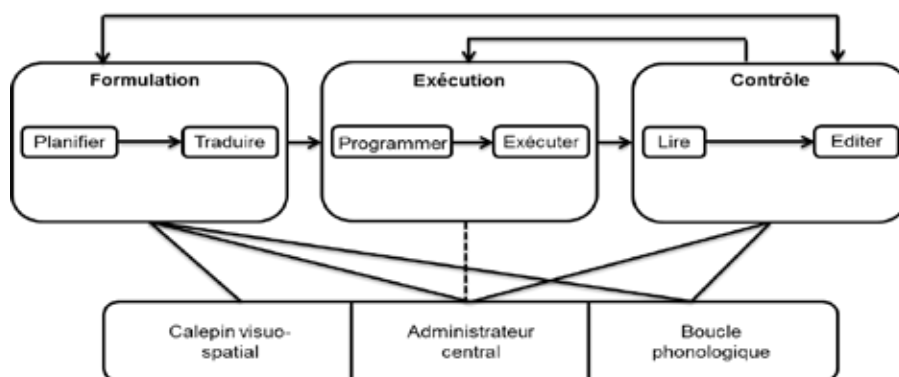 Formulation
Exécution
Contrôle
Planifier
Traduire
Programmer
Exécuter
Lire
Editer
Calepin visuo-
spatial
Administrateur
central
Boucle
phonologique